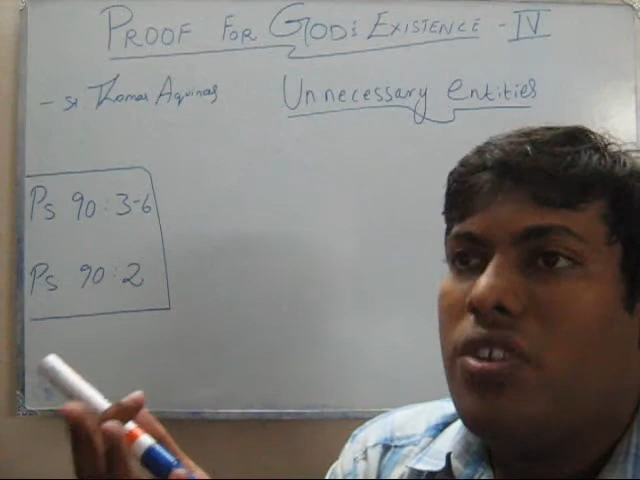 PROOF FOR GOD's EXISTENCE - IV
- St Thomas Aquinas
Unnecessary entities
Ps 90:3-6
Ps 90:2